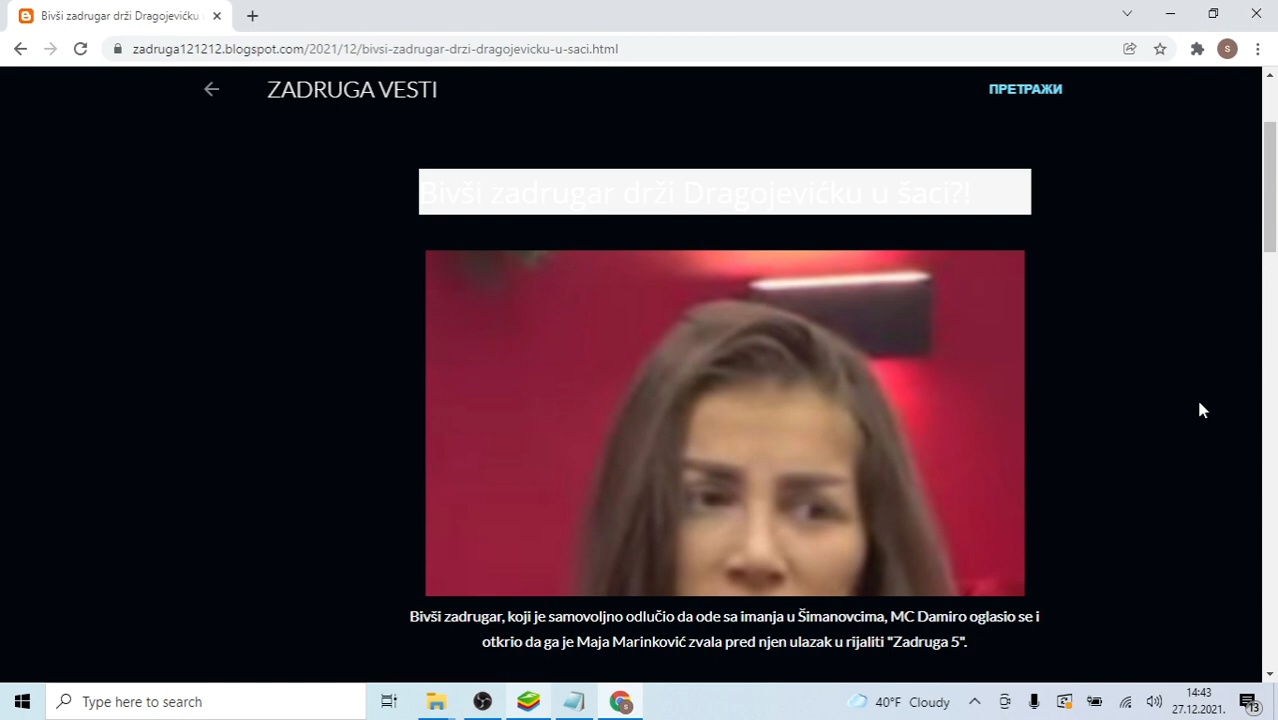 Bivši zadrugar drži Dragojevićku u
zadruga121212.blogspot.com/2021/12/bivsi-zadrugar-drzi-dragojevicku-u-saci.html
S
ZADRUGA VESTI
ПРЕТРАЖИ
Bivši zadrugar drži Dragojevićku u šaci?!
Bivši zadrugar, koji je samovoljno odlučio da ode sa imanja u Šimanovcima, MC Damiro oglasio se i
otkrio da ga je Maja Marinković zvala pred njen ulazak u rijaliti "Zadruga 5".
Type here to search
40°F Cloudy
14:43
27.12.2021.
13